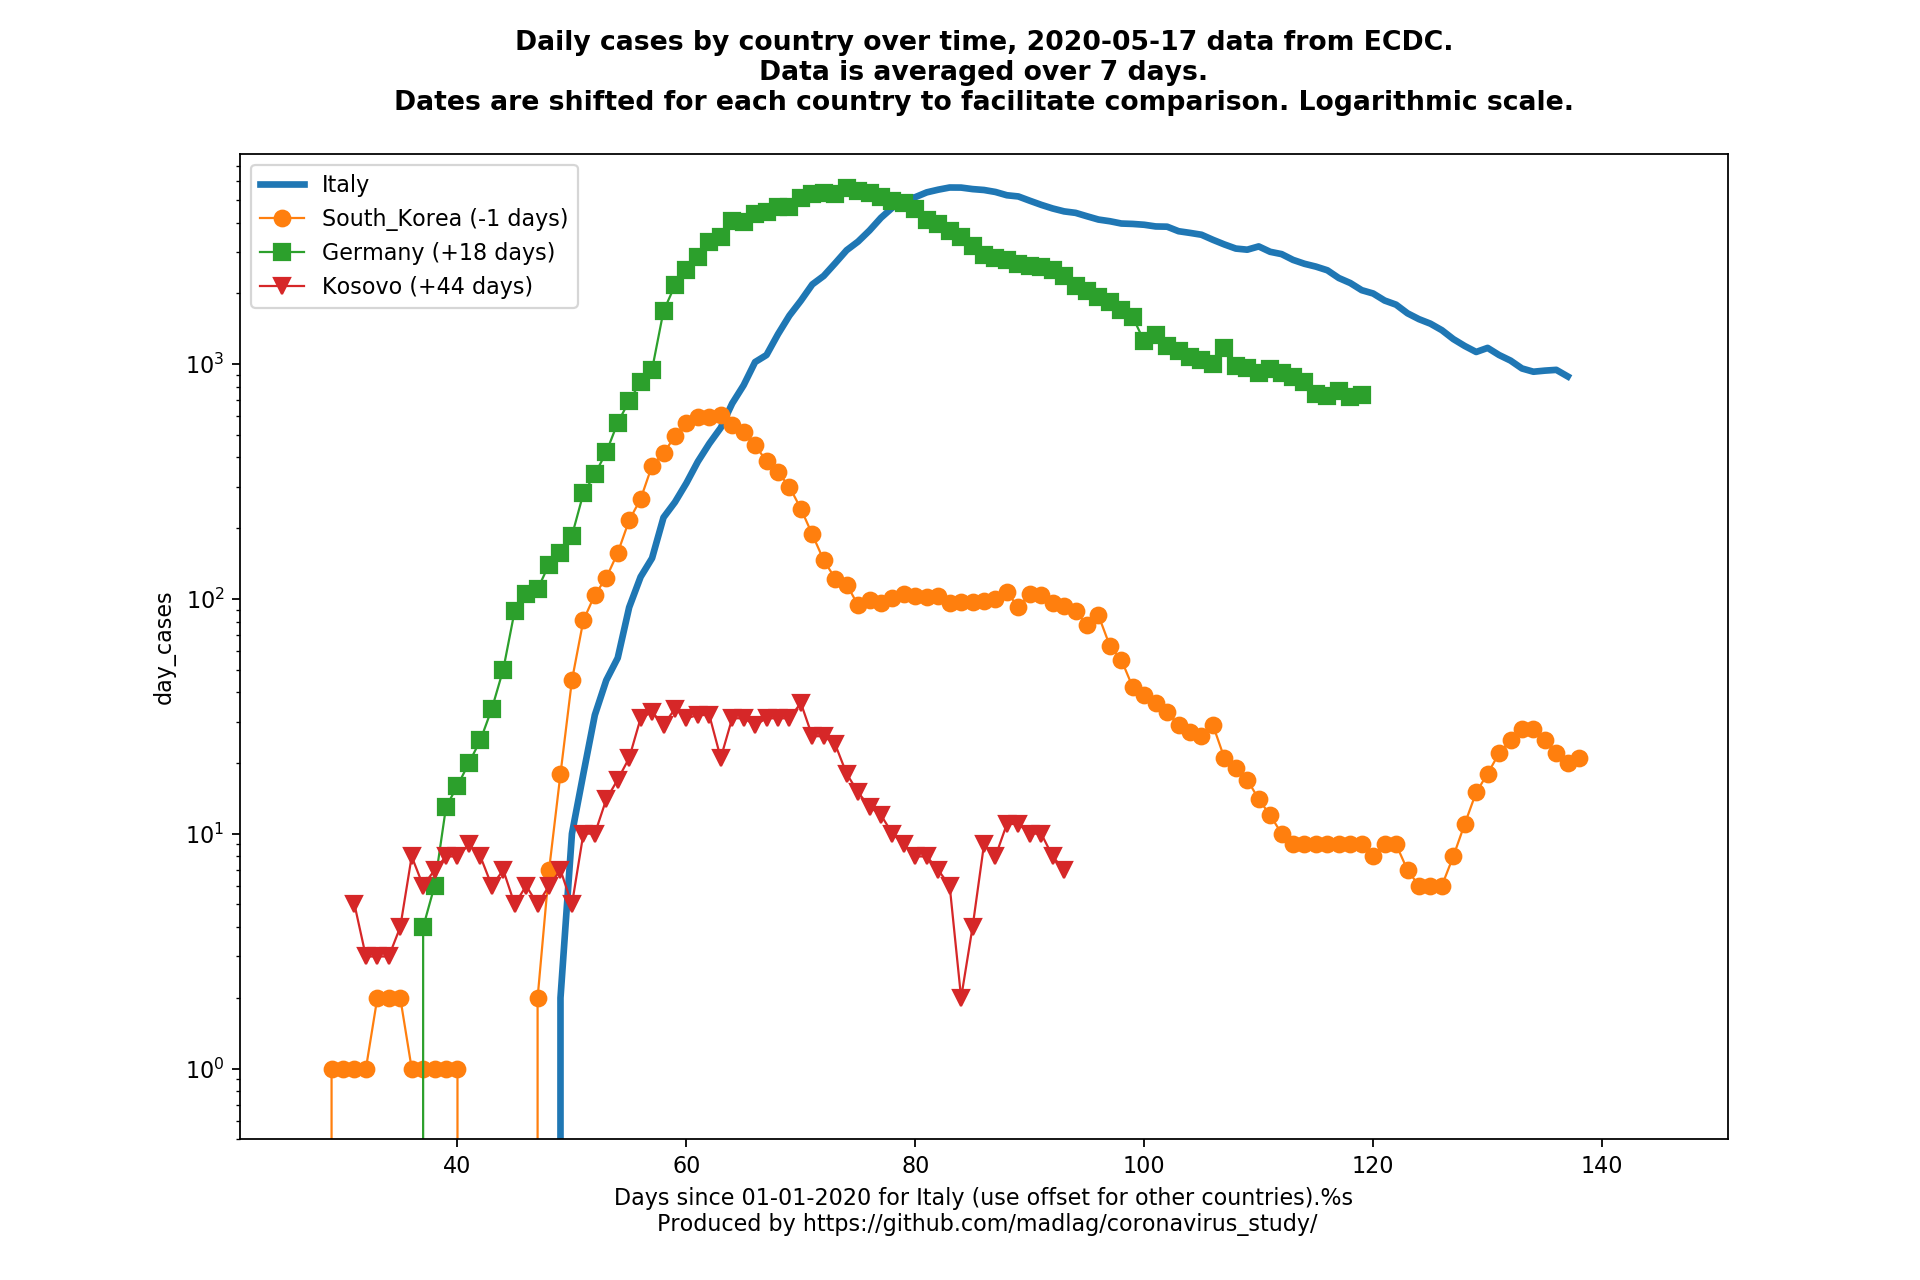 Daily cases by country over time, 2020-05-17 data from ECDC.
Data is averaged over 7 days.
Dates are shifted for each country to facilitate comparison. Logarithmic scale.
Italy
South_Korea (-1 days)
Germany (+18 days)
Kosovo (+44 days)
day_cases
10³
10²
10¹
10⁰
40 60 80 100 120 140
Days since 01-01-2020 for Italy (use offset for other countries).%s
Produced by https://github.com/madlag/coronavirus_study/